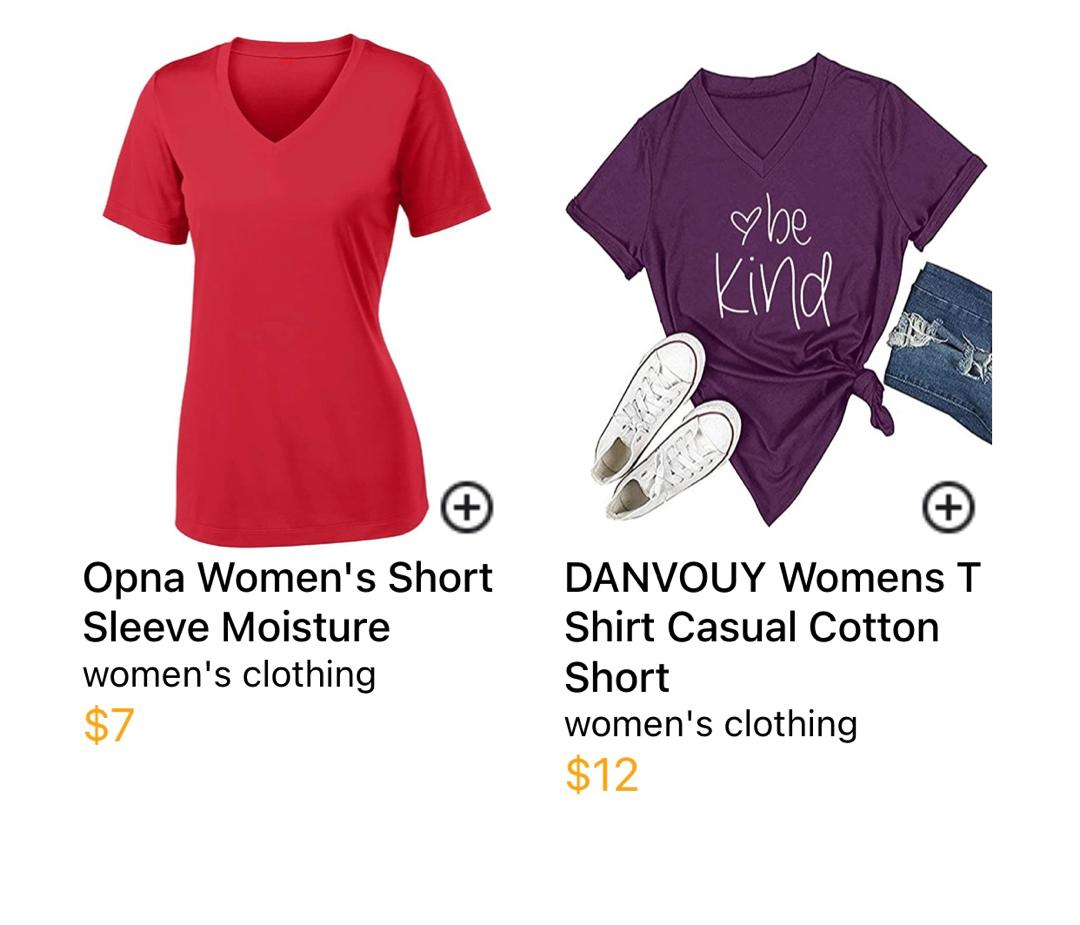 be
Kind
Opna Women's Short
Sleeve Moisture
women's clothing
$7
DANVOUY Womens T
Shirt Casual Cotton
Short
women's clothing
$12